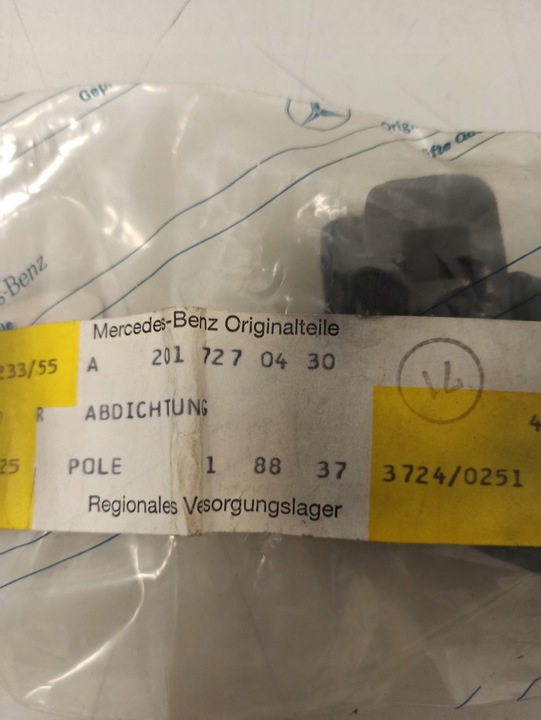 Mercedes-Benz Originalteile
233/55 A 201 727 04 30
R ABDICHTUNG
25 POLE 1 88 37 3724/0251
Regionales Vesorgungslager
-Benz